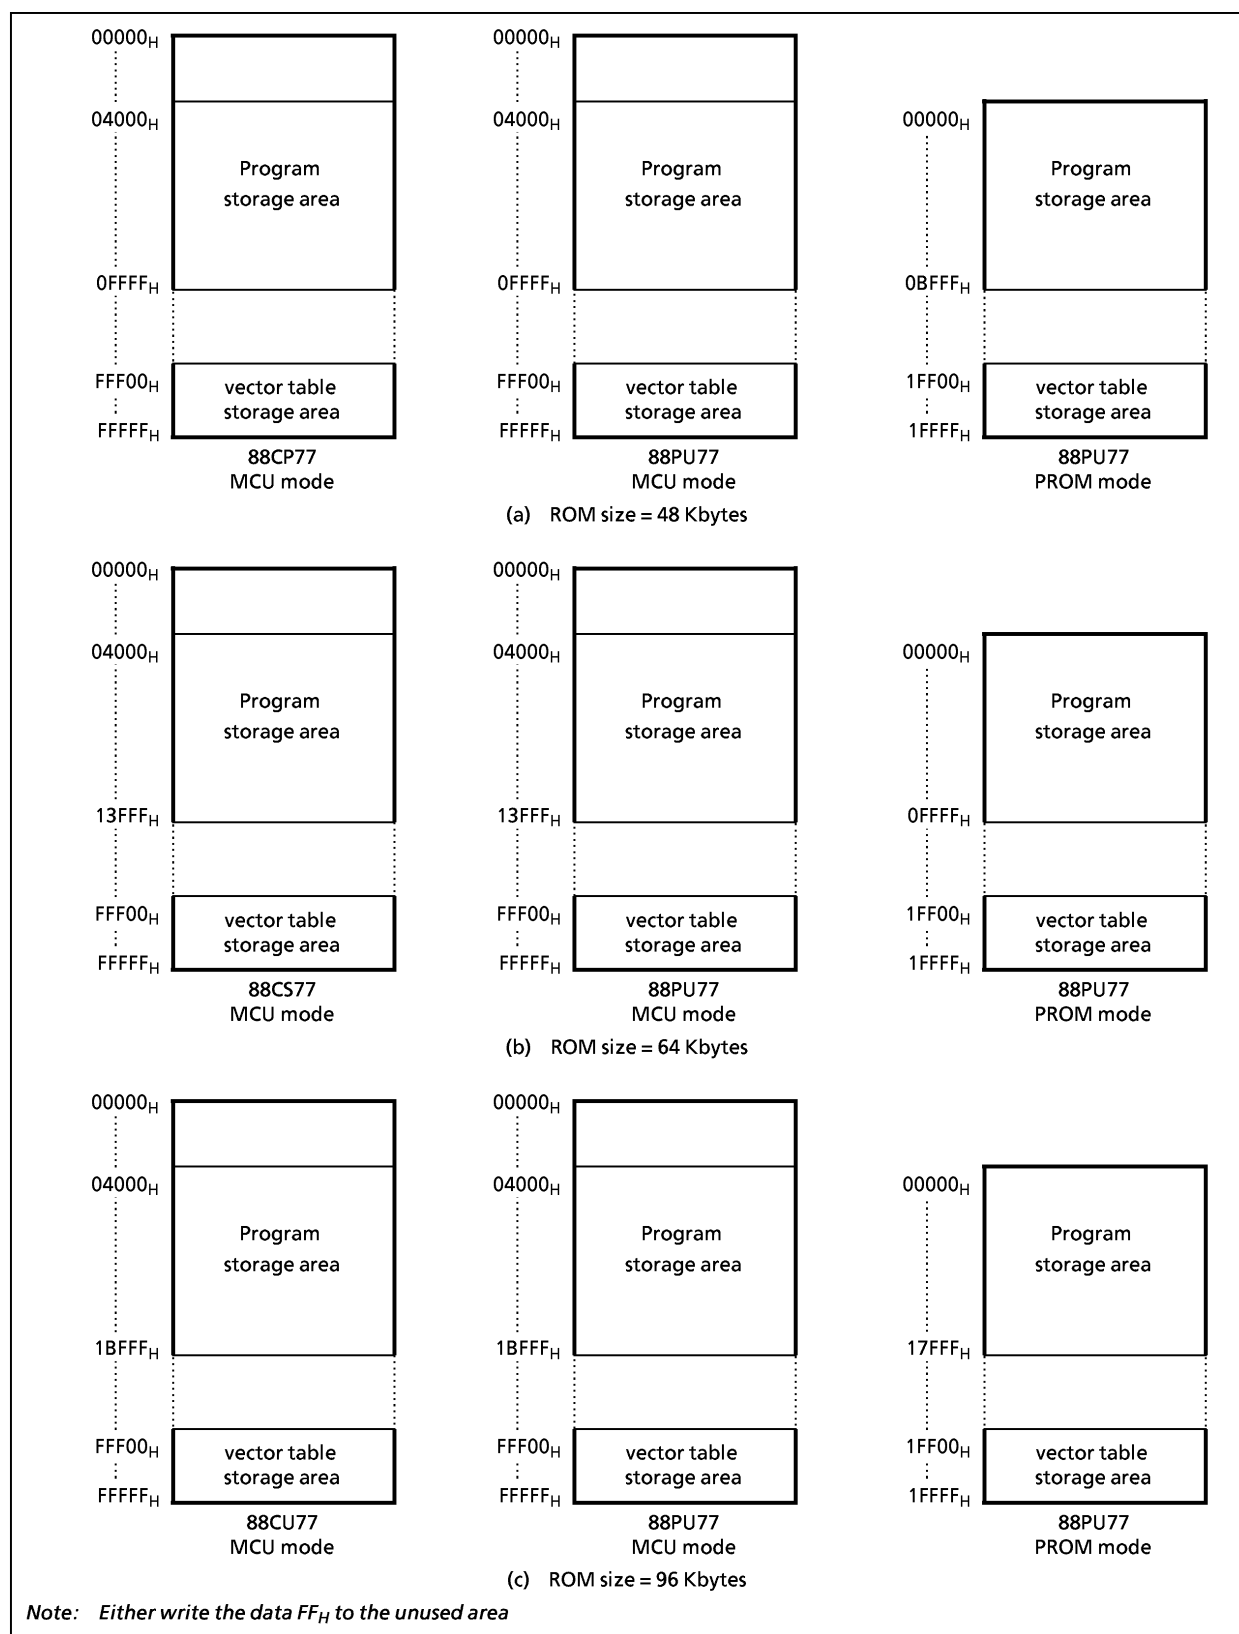 00000H 00000H
04000H 04000H 00000H
Program Program Program
storage area storage area storage area
0FFFFH 0FFFFH 0BFFFH
FFF00H vector table FFF00H vector table 1FF00H vector table
storage area storage area storage area
FFFFFH FFFFFH 1FFFFH
88CP77 88PU77 88PU77
MCU mode MCU mode PROM mode
(a) ROM size = 48 Kbytes
00000H 00000H
04000H 04000H 00000H
Program Program Program
storage area storage area storage area
13FFFH 13FFFH 0FFFFH
FFF00H vector table FFF00H vector table 1FF00H vector table
storage area storage area storage area
FFFFFH FFFFFH 1FFFFH
88CS77 88PU77 88PU77
MCU mode MCU mode PROM mode
(b) ROM size = 64 Kbytes
00000H 00000H
04000H 04000H 00000H
Program Program Program
storage area storage area storage area
1BFFFH 1BFFFH 17FFFH
FFF00H vector table FFF00H vector table 1FF00H vector table
storage area storage area storage area
FFFFFH FFFFFH 1FFFFH
88CU77 88PU77 88PU77
MCU mode MCU mode PROM mode
(c) ROM size = 96 Kbytes
Note: Either write the data FFH to the unused area